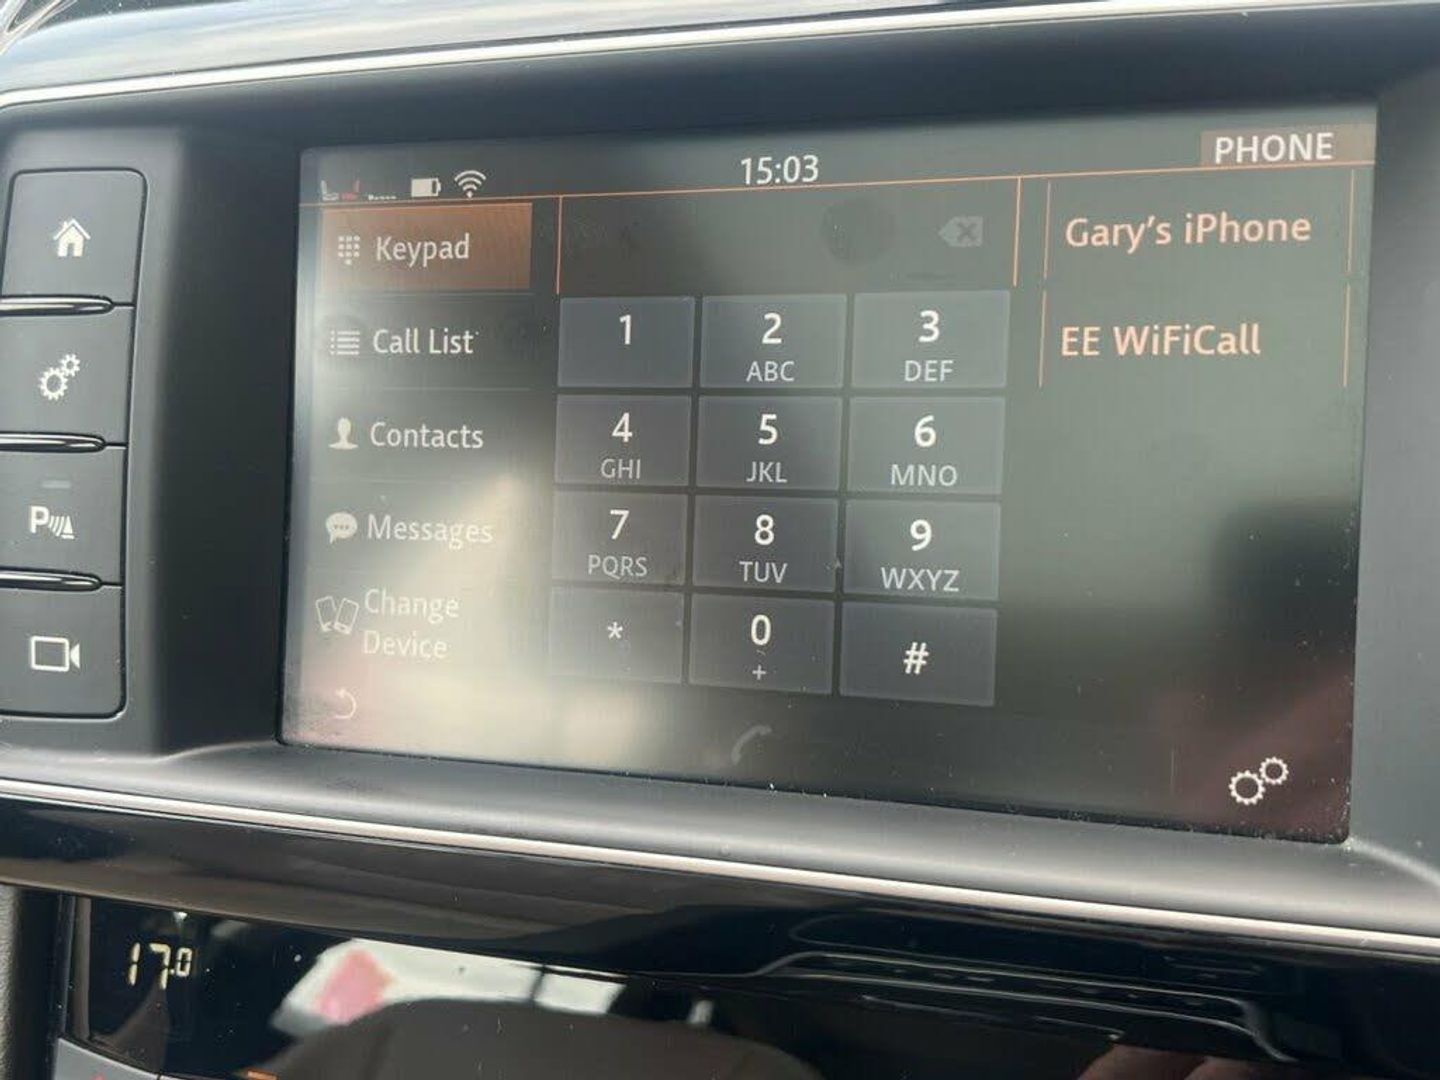 15:03
PHONE
Keypad
Gary's iPhone
Call List
EE WiFiCall
Contacts
Messages
Change
Device
1
2
ABC
3
DEF
4
GHI
5
JKL
6
MNO
7
PQRS
8
TUV
9
WXYZ
*
0
+
#
P
17.0